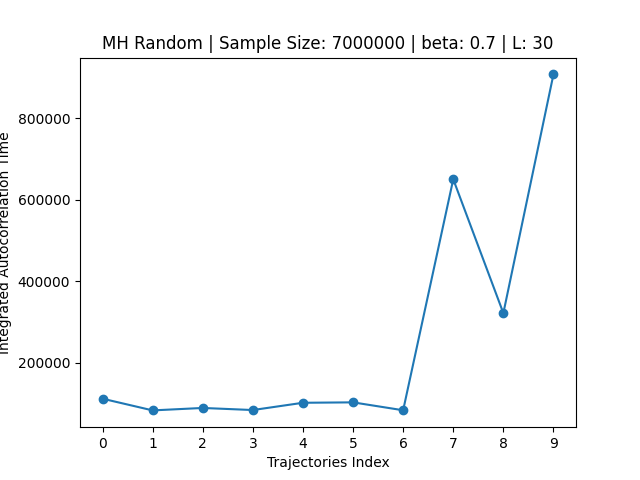 MH Random | Sample Size: 7000000 | beta: 0.7 | L: 30
Integrated Autocorrelation Time
800000
600000
400000
200000
0 1 2 3 4 5 6 7 8 9
Trajectories Index